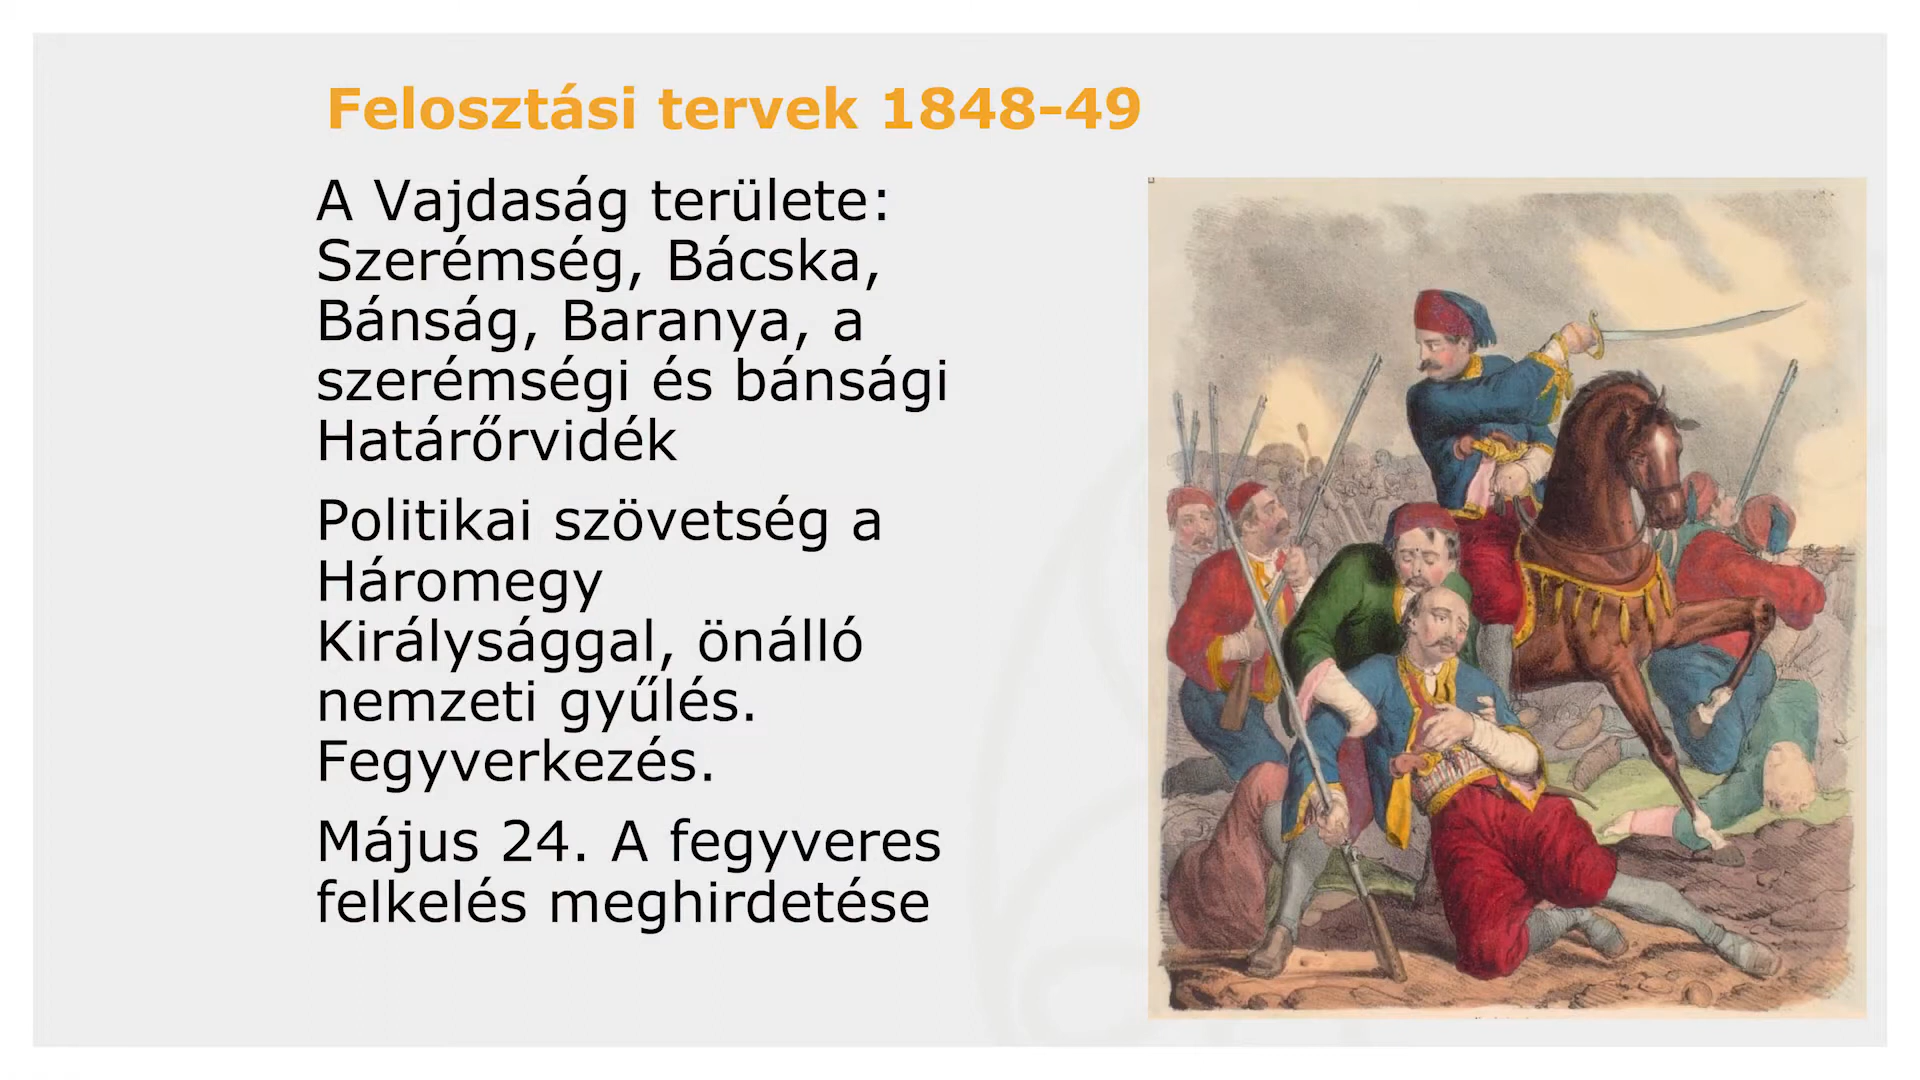 Felosztási tervek 1848-49
A Vajdaság területe:
Szerémség, Bácska,
Bánság, Baranya, a
szerémségi és bánsági
Határőrvidék
Politikai szövetség a
Háromegy
Királysággal, önálló
nemzeti gyűlés.
Fegyverkezés.
Május 24. A fegyveres
felkelés meghirdetése